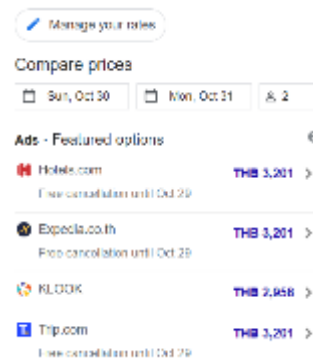 Manage your rates
Compare prices
Sun, Oct 30
Mon, Oct 31
2
Ads · Featured options
Hotels.com
THB 3,201
Free cancellation until Oct 29
Expedia.co.th
THB 3,201
Free cancellation until Oct 29
KLOOK
THB 2,958
Trip.com
THB 3,201
Free cancellation until Oct 29